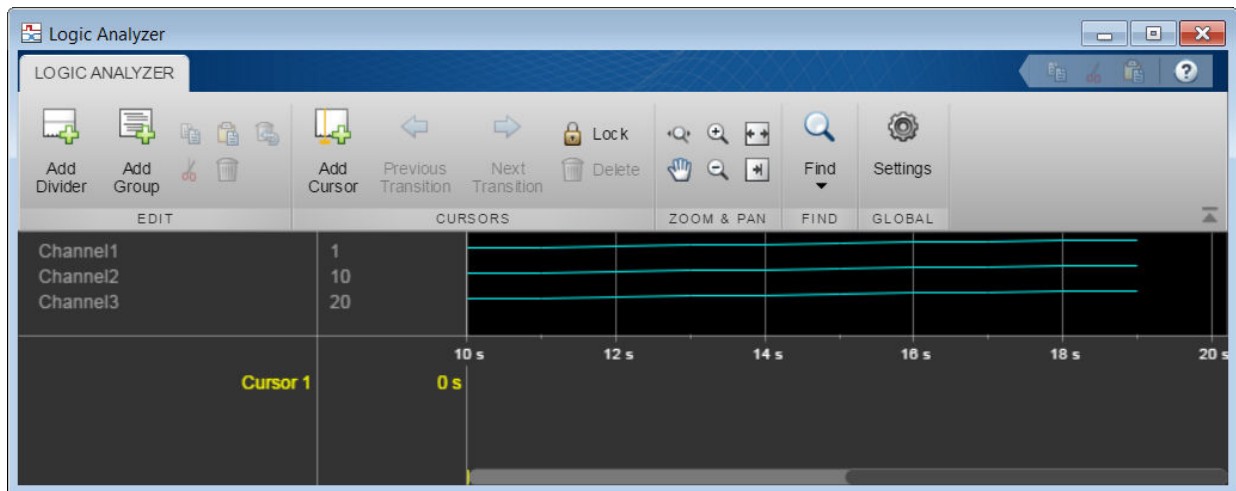 Logic Analyzer
LOGIC ANALYZER
?
Lock
Add Divider
Add Group
Add Cursor
Previous Transition
Next Transition
Delete
Find
Settings
EDIT
CURSORS
ZOOM & PAN
FIND
GLOBAL
Channel1 1
Channel2 10
Channel3 20
10 s 12 s 14 s 16 s 18 s 20 s
Cursor 1 0 s